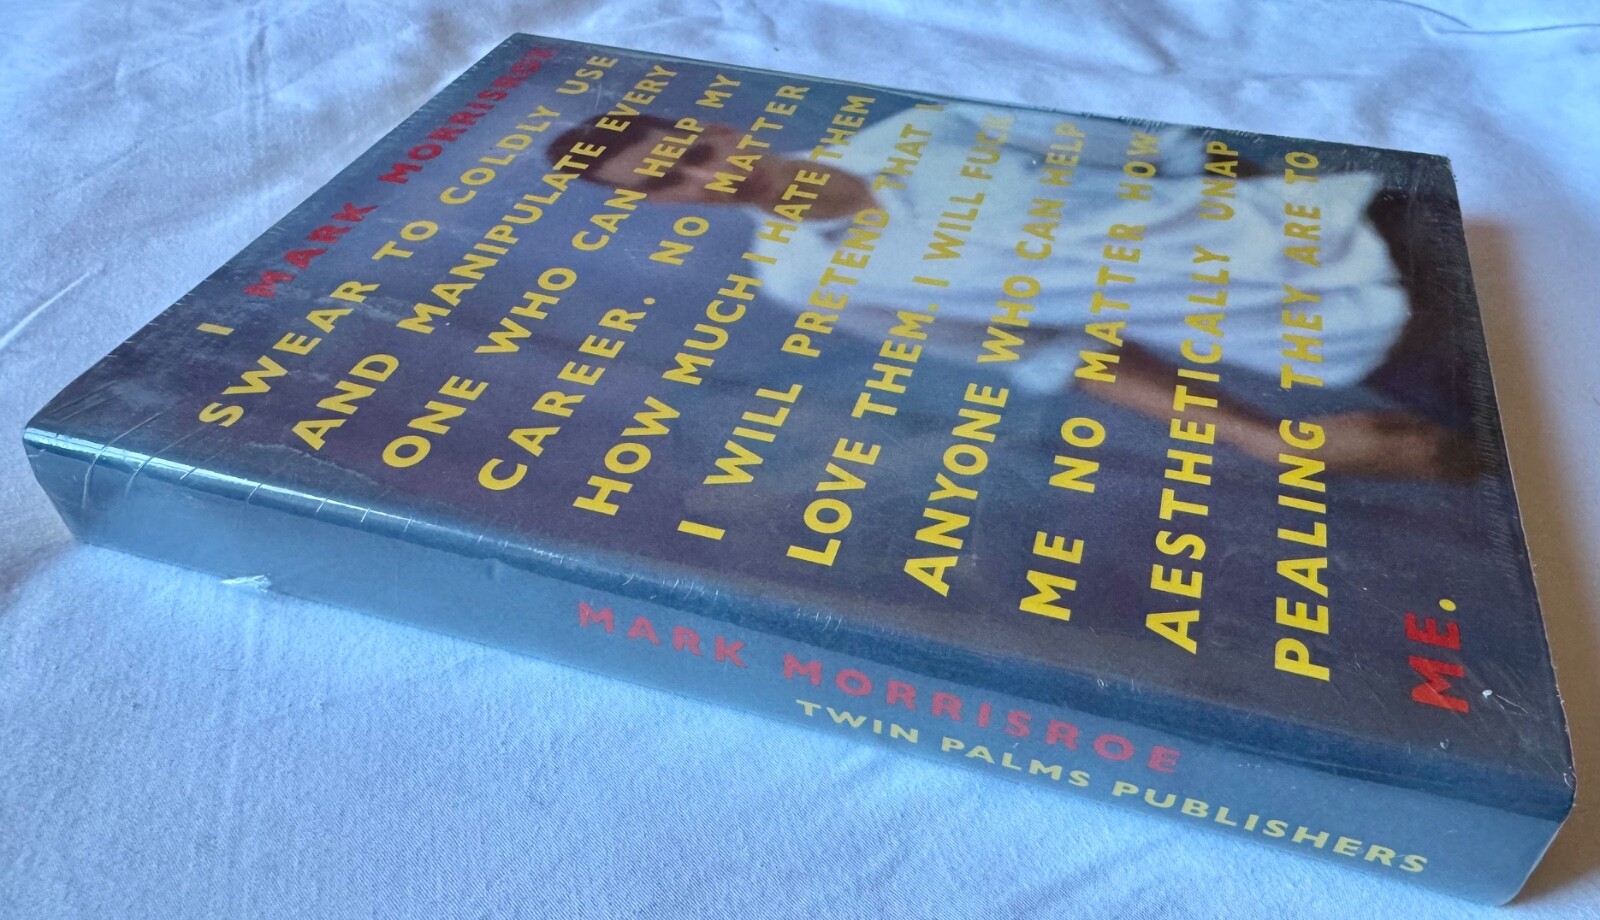 I MARK MORRISROE
SWEAR TO COLDLY USE
AND MANIPULATE EVERY
ONE WHO CAN HELP MY
CAREER. NO MATTER
HOW MUCH I HATE THEM
I WILL PRETEND THAT I
LOVE THEM. I WILL FUCK
ANYONE WHO CAN HELP
ME NO MATTER HOW
AESTHETICALLY UNAP
PEALING THEY ARE TO
ME.
MARK MORRISROE
TWIN PALMS PUBLISHERS